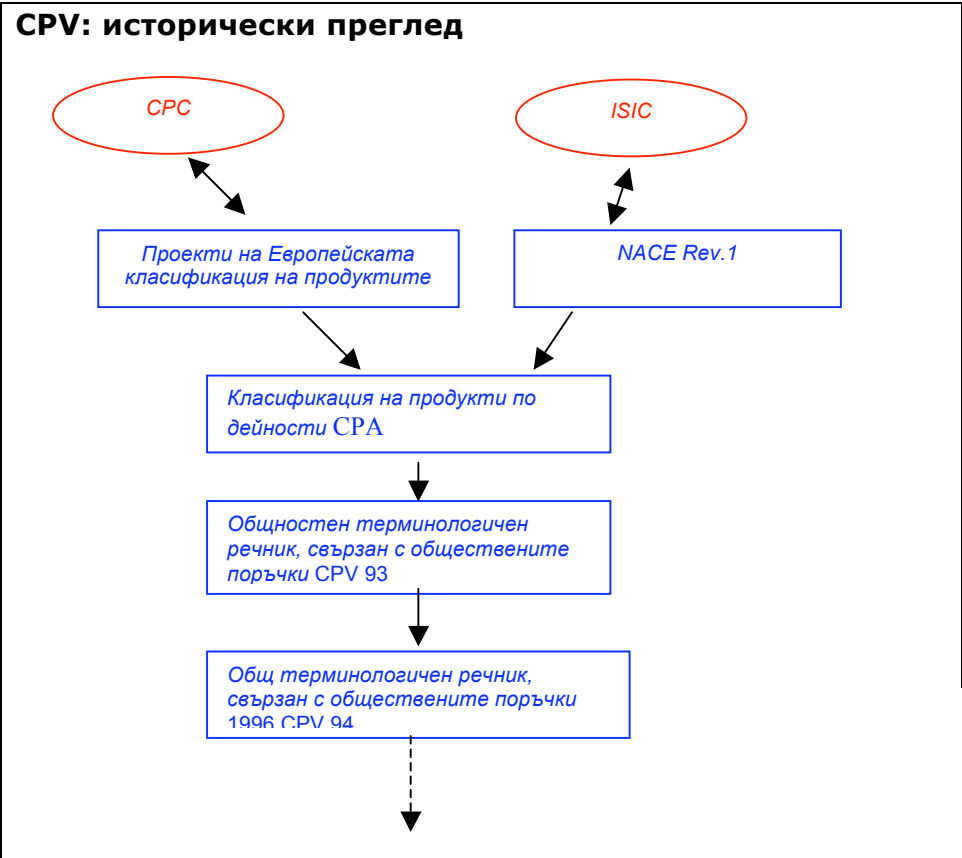 CPV: исторически преглед
CPC
ISIC
Проекти на Европейската
класификация на продуктите
NACE Rev.1
Класификация на продукти по
дейности CPA
Общностен терминологичен
речник, свързан с обществените
поръчки CPV 93
Общ терминологичен речник,
свързан с обществените поръчки
1996 CPV 94